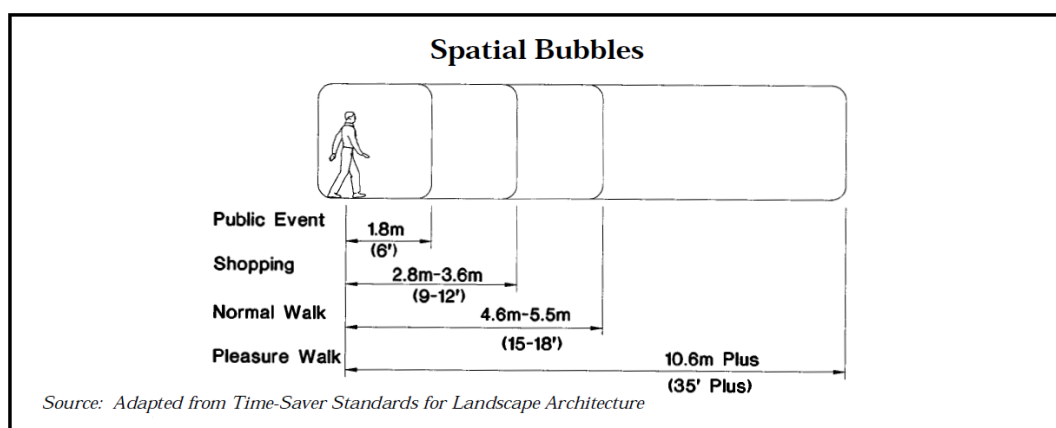 Spatial Bubbles
Public Event
1.8m
(6')
Shopping
2.8m-3.6m
(9-12')
Normal Walk
4.6m-5.5m
(15-18')
Pleasure Walk
10.6m Plus
(35' Plus)
Source: Adapted from Time-Saver Standards for Landscape Architecture